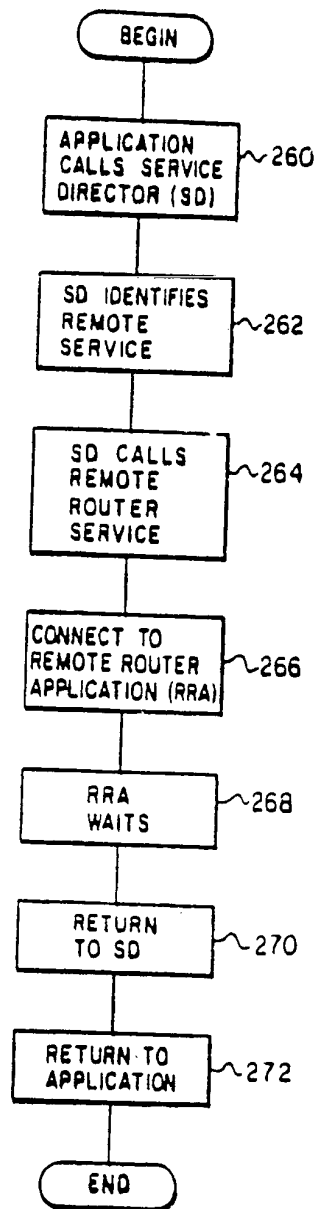 BEGIN
APPLICATION
CALLS SERVICE
DIRECTOR (SD)
260
SD IDENTIFIES
REMOTE
SERVICE
262
SD CALLS
REMOTE
ROUTER
SERVICE
264
CONNECT TO
REMOTE ROUTER
APPLICATION (RRA)
266
RRA
WAITS
268
RETURN
TO SD
270
RETURN TO
APPLICATION
272
END